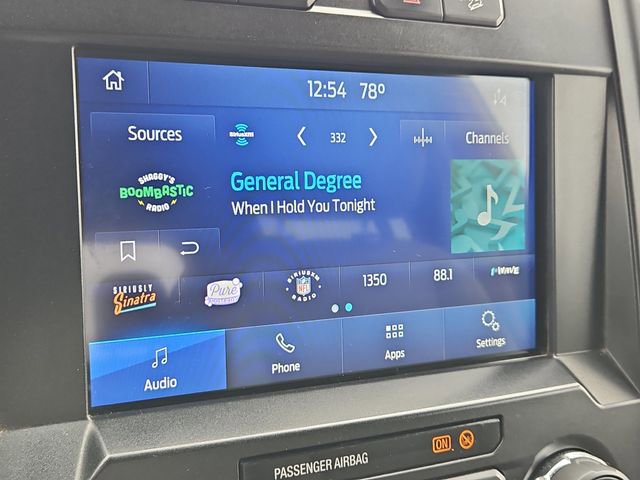 12:54 78°
Sources
SiriusXM
332
Channels
SHAGGY'S
BOOMBASTIC
RADIO
General Degree
When I Hold You Tonight
SIRIUSLY
Sinatra
Pure
SIRIUSXM
NFL
RADIO
1350
88.1
Audio
Phone
Apps
Settings
PASSENGER AIRBAG
ON